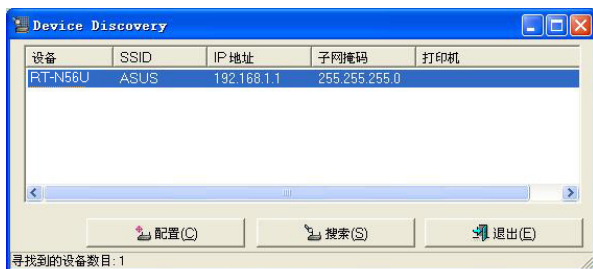 Device Discovery
设备 SSID IP地址 子网掩码 打印机
RT-N56U ASUS 192.168.1.1 255.255.255.0
配置(C) 搜索(S) 退出(E)
寻找到的设备数目:1